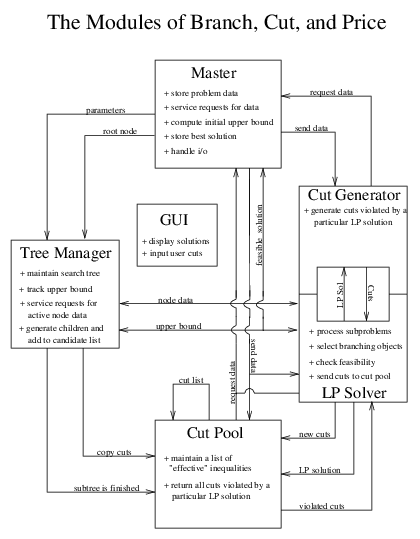 The Modules of Branch, Cut, and Price
Master
+ store problem data
+ service requests for data
+ compute initial upper bound
+ store best solution
+ handle i/o
request data
send data
parameters
root node
GUI
+ display solutions
+ input user cuts
feasible solution
Cut Generator
+ generate cuts violated by a
particular LP solution
LP Sol
Cuts
+ process subproblems
+ select branching objects
+ check feasibility
+ send cuts to cut pool
LP Solver
Tree Manager
+ maintain search tree
+ track upper bound
+ service requests for
active node data
+ generate children and
add to candidate list
node data
upper bound
request data
send data
cut list
Cut Pool
+ maintain a list of
"effective" inequalities
+ return all cuts violated by a
particular LP solution
copy cuts
subtree is finished
new cuts
LP solution
violated cuts